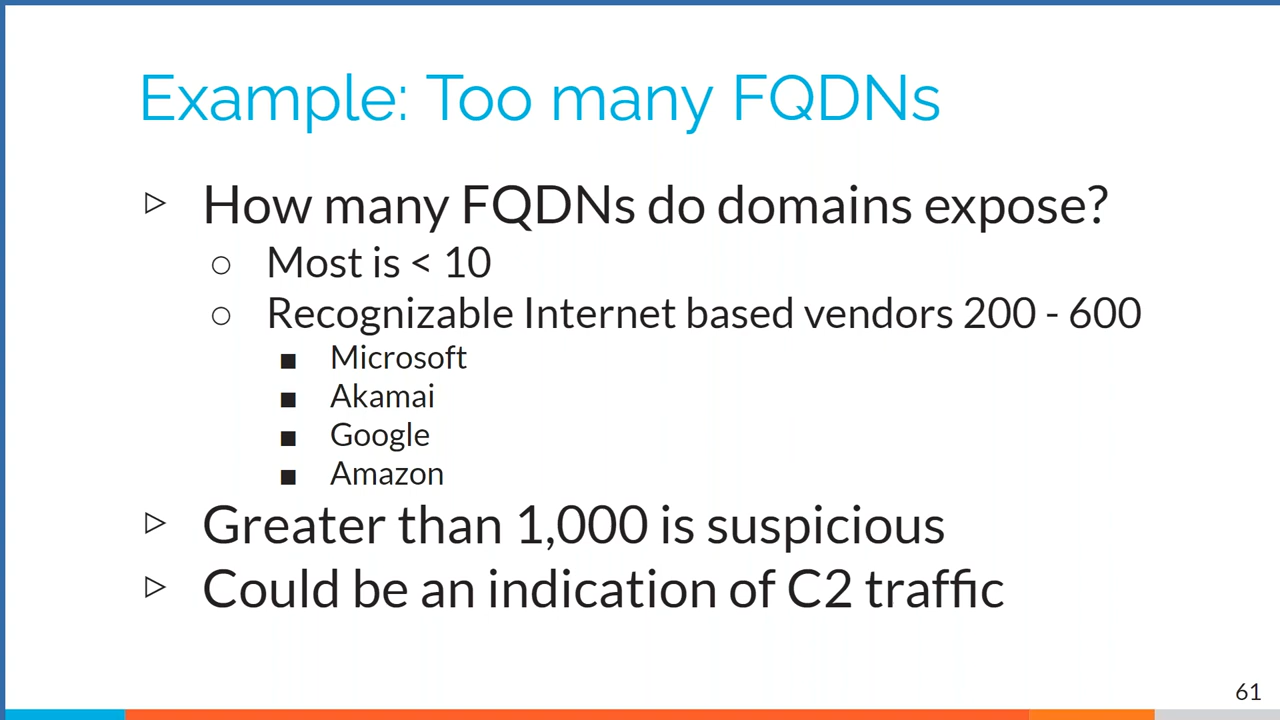 Example: Too many FQDNs
▷ How many FQDNs do domains expose?
○ Most is < 10
○ Recognizable Internet based vendors 200 - 600
■ Microsoft
■ Akamai
■ Google
■ Amazon
▷ Greater than 1,000 is suspicious
▷ Could be an indication of C2 traffic
61